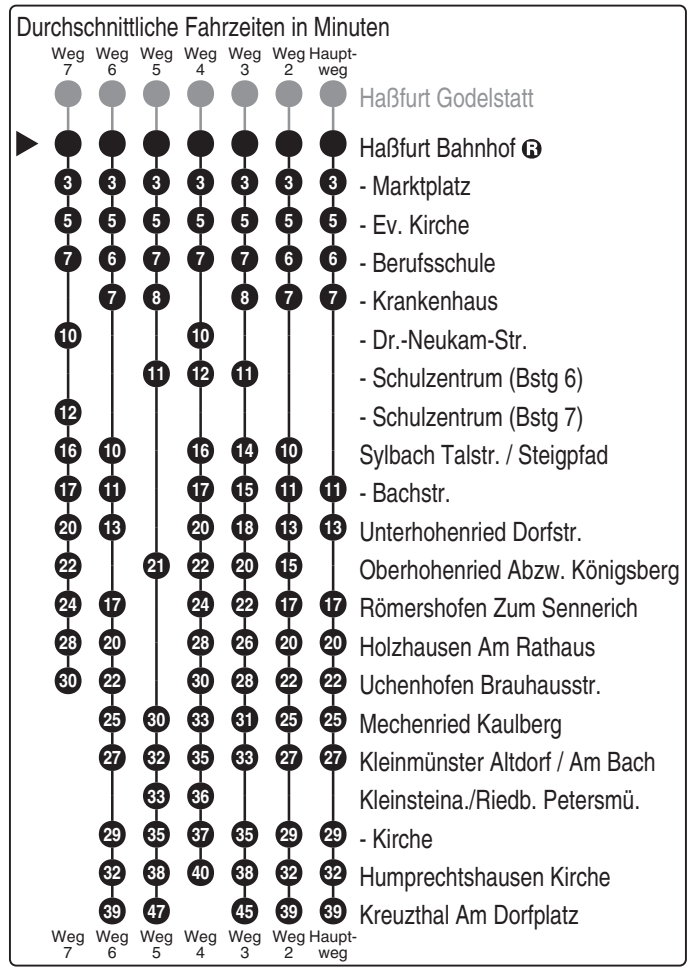 Durchschnittliche Fahrzeiten in Minuten
Weg 7 Weg 6 Weg 5 Weg 4 Weg 3 Weg 2 Haupt-weg
Haßfurt Godelstatt
Haßfurt Bahnhof R
3 3 3 3 3 3 3 - Marktplatz
5 5 5 5 5 5 5 - Ev. Kirche
7 6 7 7 7 6 6 - Berufsschule
7 8 8 7 7 - Krankenhaus
10 10 - Dr.-Neukam-Str.
11 12 11 - Schulzentrum (Bstg 6)
12 - Schulzentrum (Bstg 7)
16 10 16 14 10 Sylbach Talstr. / Steigpfad
17 11 17 15 11 11 - Bachstr.
20 13 20 18 13 13 Unterhohenried Dorfstr.
22 21 22 20 15 Oberhohenried Abzw. Königsberg
24 17 24 22 17 17 Römershofen Zum Sennerich
28 20 28 26 20 20 Holzhausen Am Rathaus
30 22 30 28 22 22 Uchenhofen Brauhausstr.
25 30 33 31 25 25 Mechenried Kaulberg
27 32 35 33 27 27 Kleinmünster Altdorf / Am Bach
33 36 Kleinsteina./Riedb. Petersmü.
29 35 37 35 29 29 - Kirche
32 38 40 38 32 32 Humprechtshausen Kirche
39 47 45 39 39 Kreuzthal Am Dorfplatz
Weg 7 Weg 6 Weg 5 Weg 4 Weg 3 Weg 2 Haupt-weg